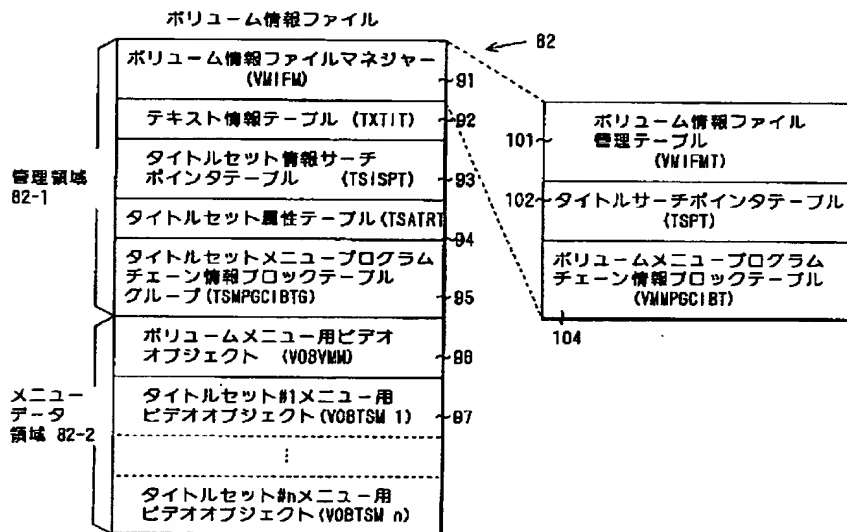 ボリューム情報ファイル
82
ボリューム情報ファイルマネジャー
(VMIFM)
91
テキスト情報テーブル (TXTIT)
92
タイトルセット情報サーチ
ポインタテーブル (TSISPT)
93
タイトルセット属性テーブル(TSATRT
94
タイトルセットメニュープログラム
チェーン情報ブロックテーブル
グループ(TSMPGCIBTG)
95
管理領域
82-1
ボリュームメニュー用ビデオ
オブジェクト (VOBVMM)
96
タイトルセット#1メニュー用
ビデオオブジェクト(VOBTSM 1)
97
タイトルセット#nメニュー用
ビデオオブジェクト(VOBTSM n)
メニュー
データ
領域 82-2
101
ボリューム情報ファイル
管理テーブル
(VMIFMT)
102
タイトルサーチポインタテーブル
(TSPT)
ボリュームメニュープログラム
チェーン情報ブロックテーブル
(VMMPGCIBT)
104